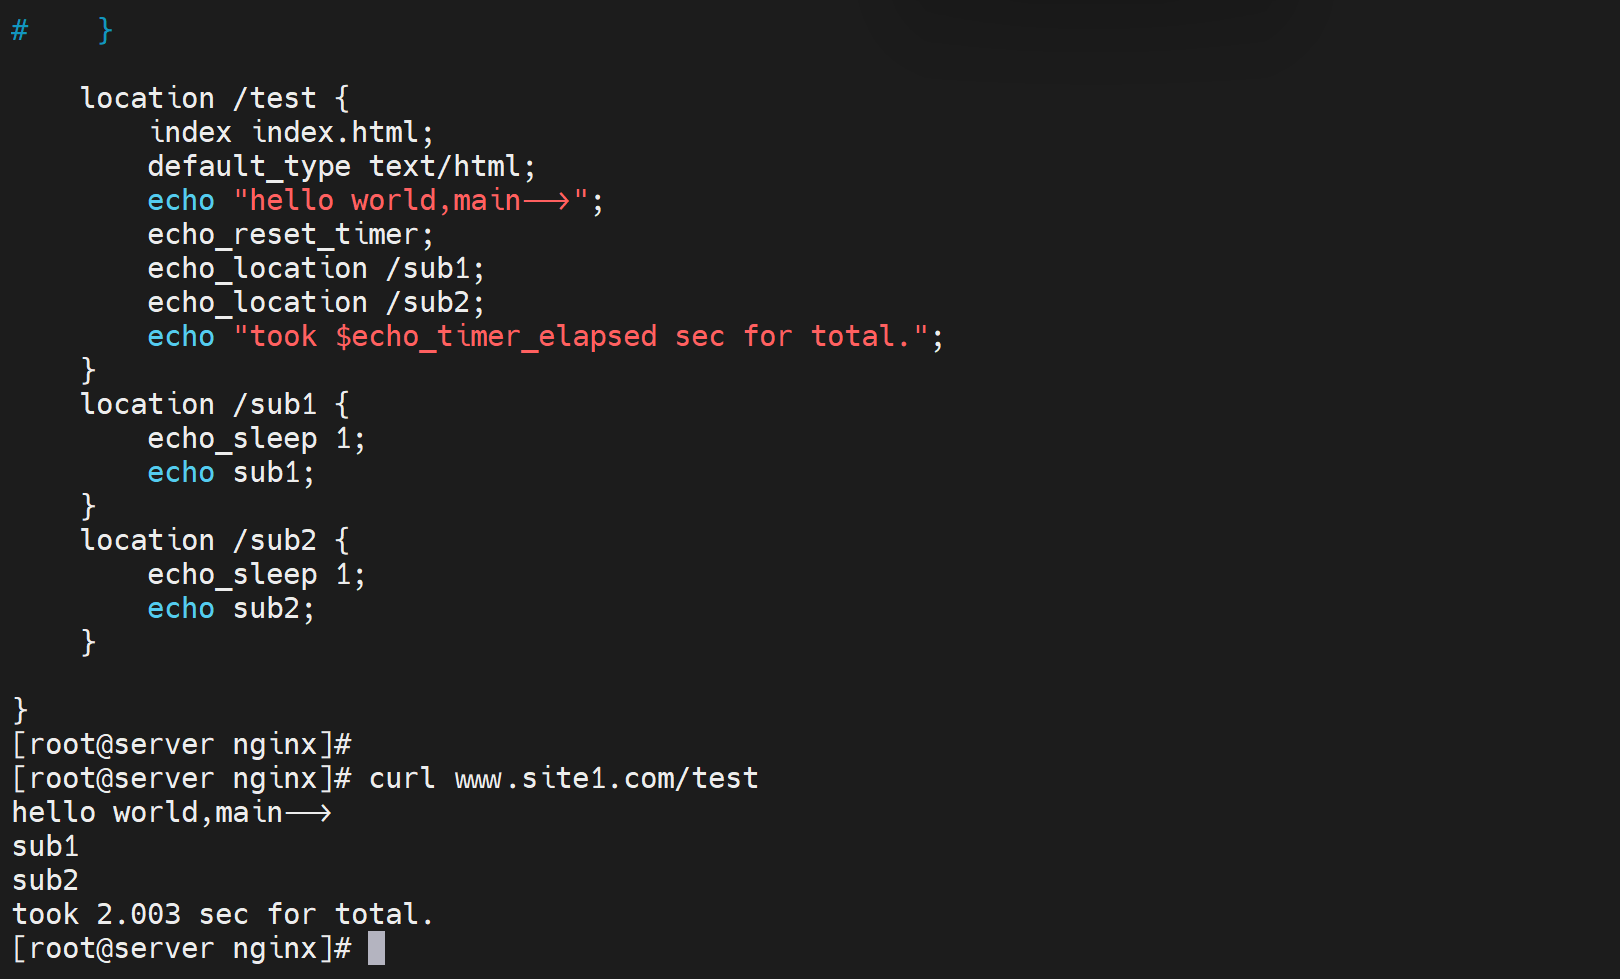 #    }

    location /test {
        index index.html;
        default_type text/html;
        echo "hello world,main-->";
        echo_reset_timer;
        echo_location /sub1;
        echo_location /sub2;
        echo "took $echo_timer_elapsed sec for total.";
    }
    location /sub1 {
        echo_sleep 1;
        echo sub1;
    }
    location /sub2 {
        echo_sleep 1;
        echo sub2;
    }

}
[root@server nginx]#
[root@server nginx]# curl www.site1.com/test
hello world,main-->
sub1
sub2
took 2.003 sec for total.
[root@server nginx]#